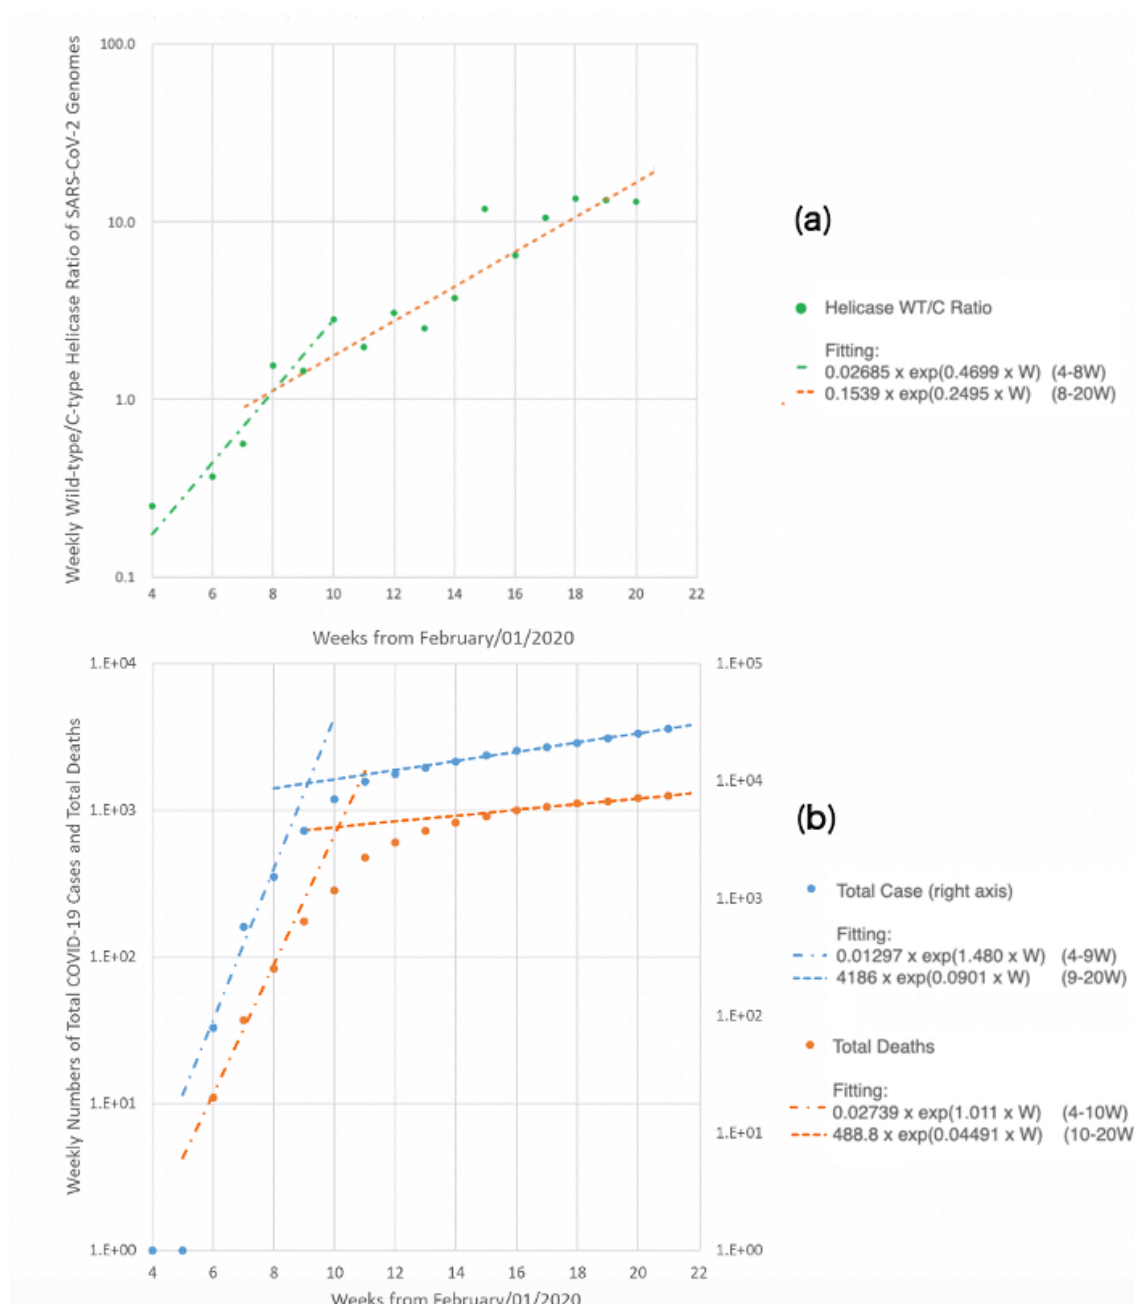 Weekly Wild-type/C-type Helicase Ratio of SARS-CoV-2 Genomes
100.0
10.0
1.0
0.1
4 6 8 10 12 14 16 18 20 22
Weeks from February/01/2020
(a)
Helicase WT/C Ratio
Fitting:
0.02685 x exp(0.4699 x W) (4-8W)
0.1539 x exp(0.2495 x W) (8-20W)
Weekly Numbers of Total COVID-19 Cases and Total Deaths
1.E+04
1.E+03
1.E+02
1.E+01
1.E+00
1.E+05
1.E+04
1.E+03
1.E+02
1.E+01
1.E+00
4 6 8 10 12 14 16 18 20 22
Weeks from February/01/2020
(b)
Total Case (right axis)
Fitting:
0.01297 x exp(1.480 x W) (4-9W)
4186 x exp(0.0901 x W) (9-20W)
Total Deaths
Fitting:
0.02739 x exp(1.011 x W) (4-10W)
488.8 x exp(0.04491 x W) (10-20W